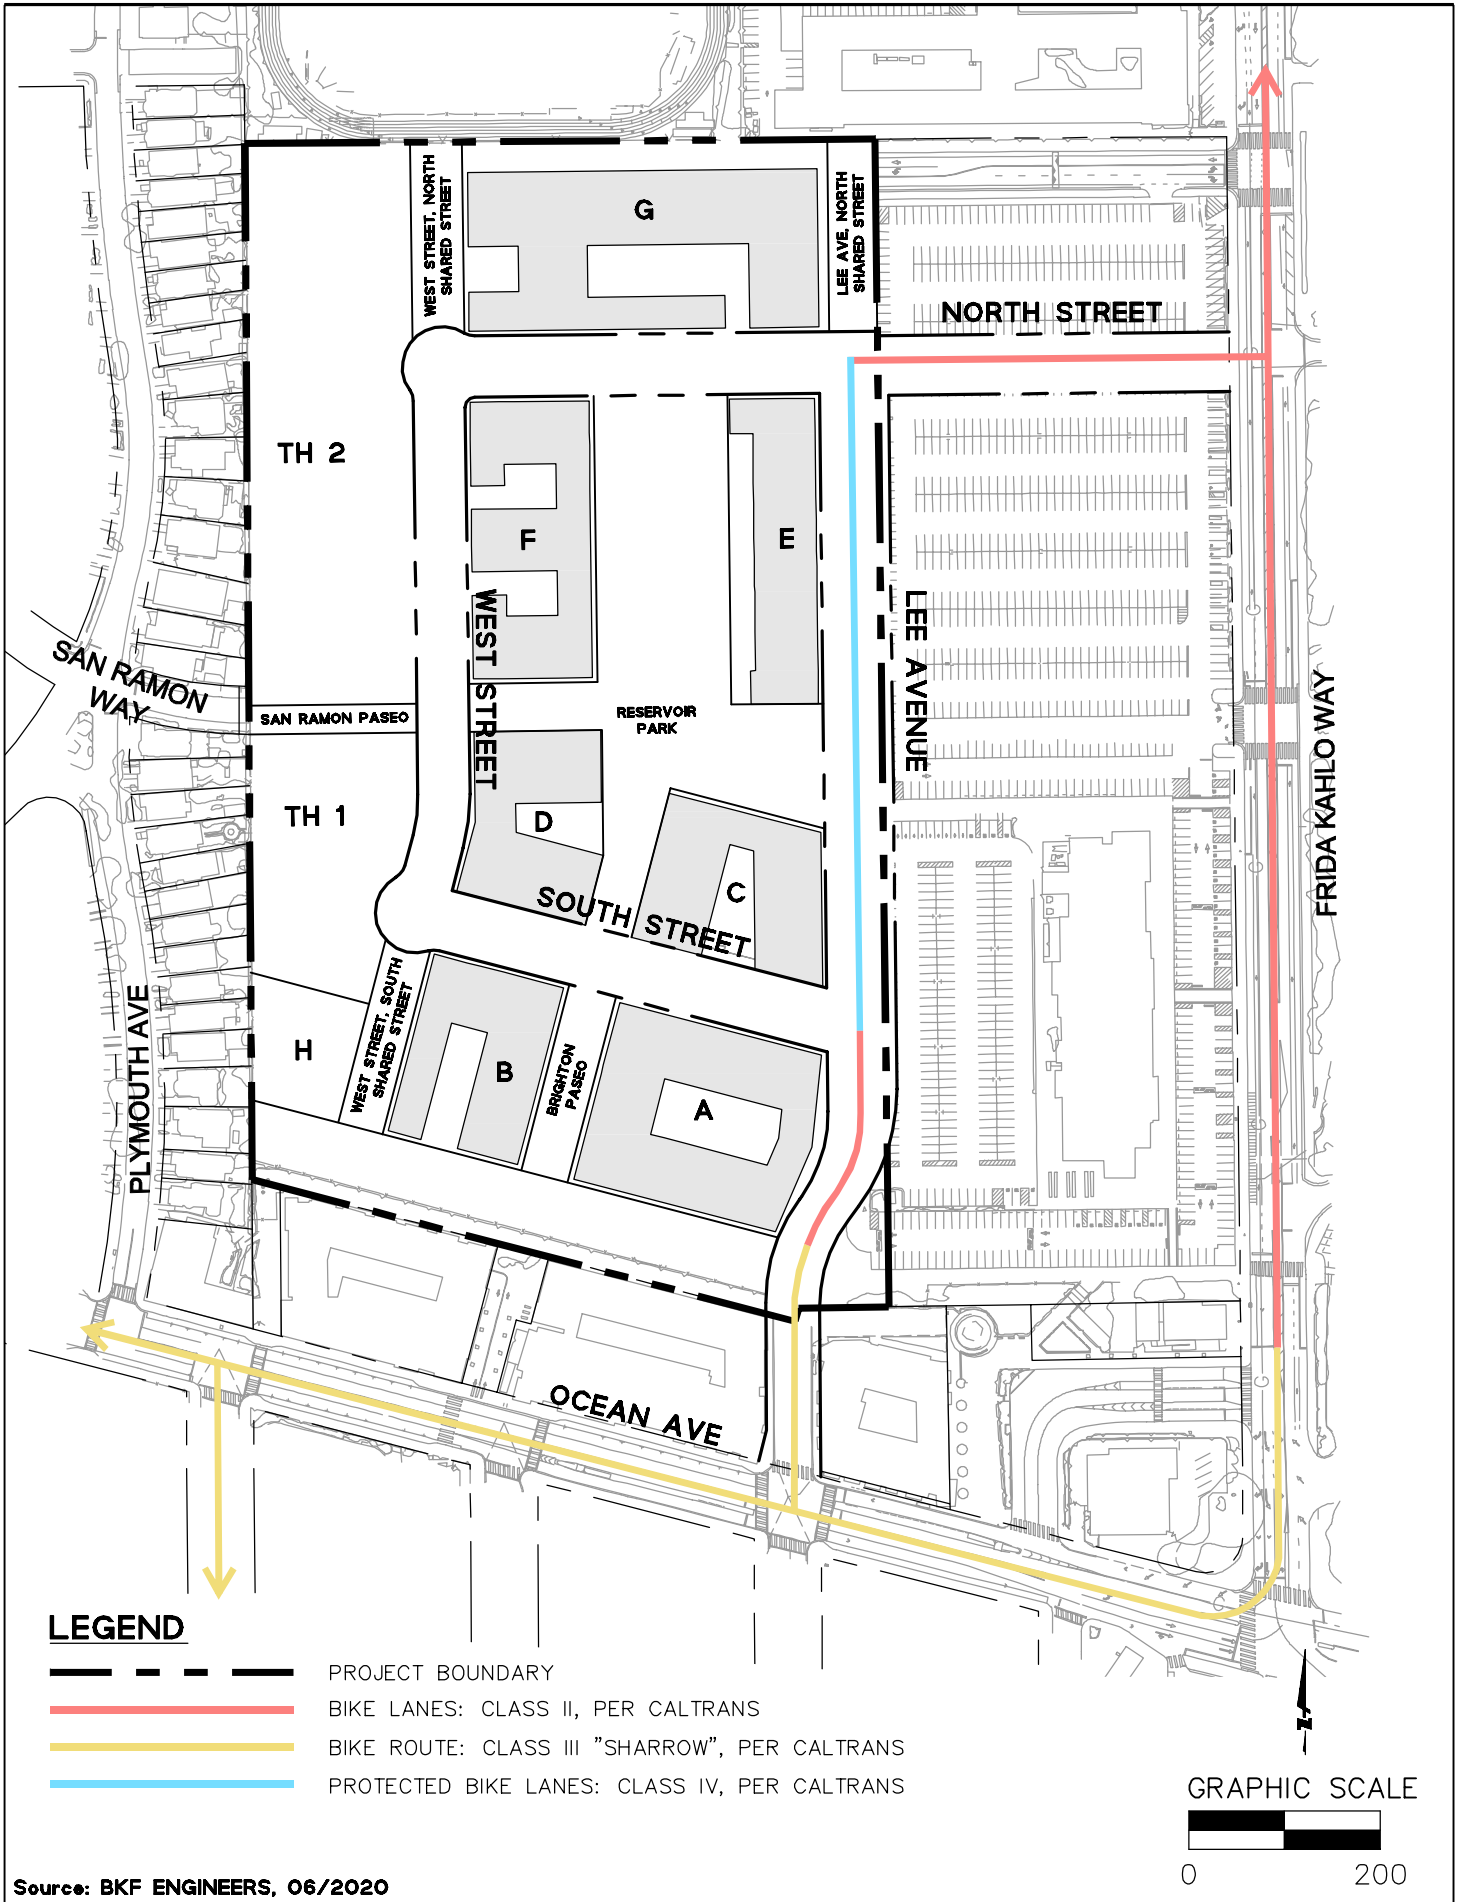 WEST STREET, NORTH
SHARED STREET
G
LEE AVE, NORTH
SHARED STREET
NORTH STREET
TH 2
F
E
WEST STREET
LEE AVENUE
SAN RAMON
WAY
SAN RAMON PASEO
RESERVOIR
PARK
FRIDA KAHLO WAY
TH 1
D
C
SOUTH STREET
PLYMOUTH AVE
H
WEST STREET, SOUTH
SHARED STREET
B
BRIGHTON
PASEO
A
OCEAN AVE
LEGEND
PROJECT BOUNDARY
BIKE LANES: CLASS II, PER CALTRANS
BIKE ROUTE: CLASS III "SHARROW", PER CALTRANS
PROTECTED BIKE LANES: CLASS IV, PER CALTRANS
GRAPHIC SCALE
0 200
Source: BKF ENGINEERS, 06/2020